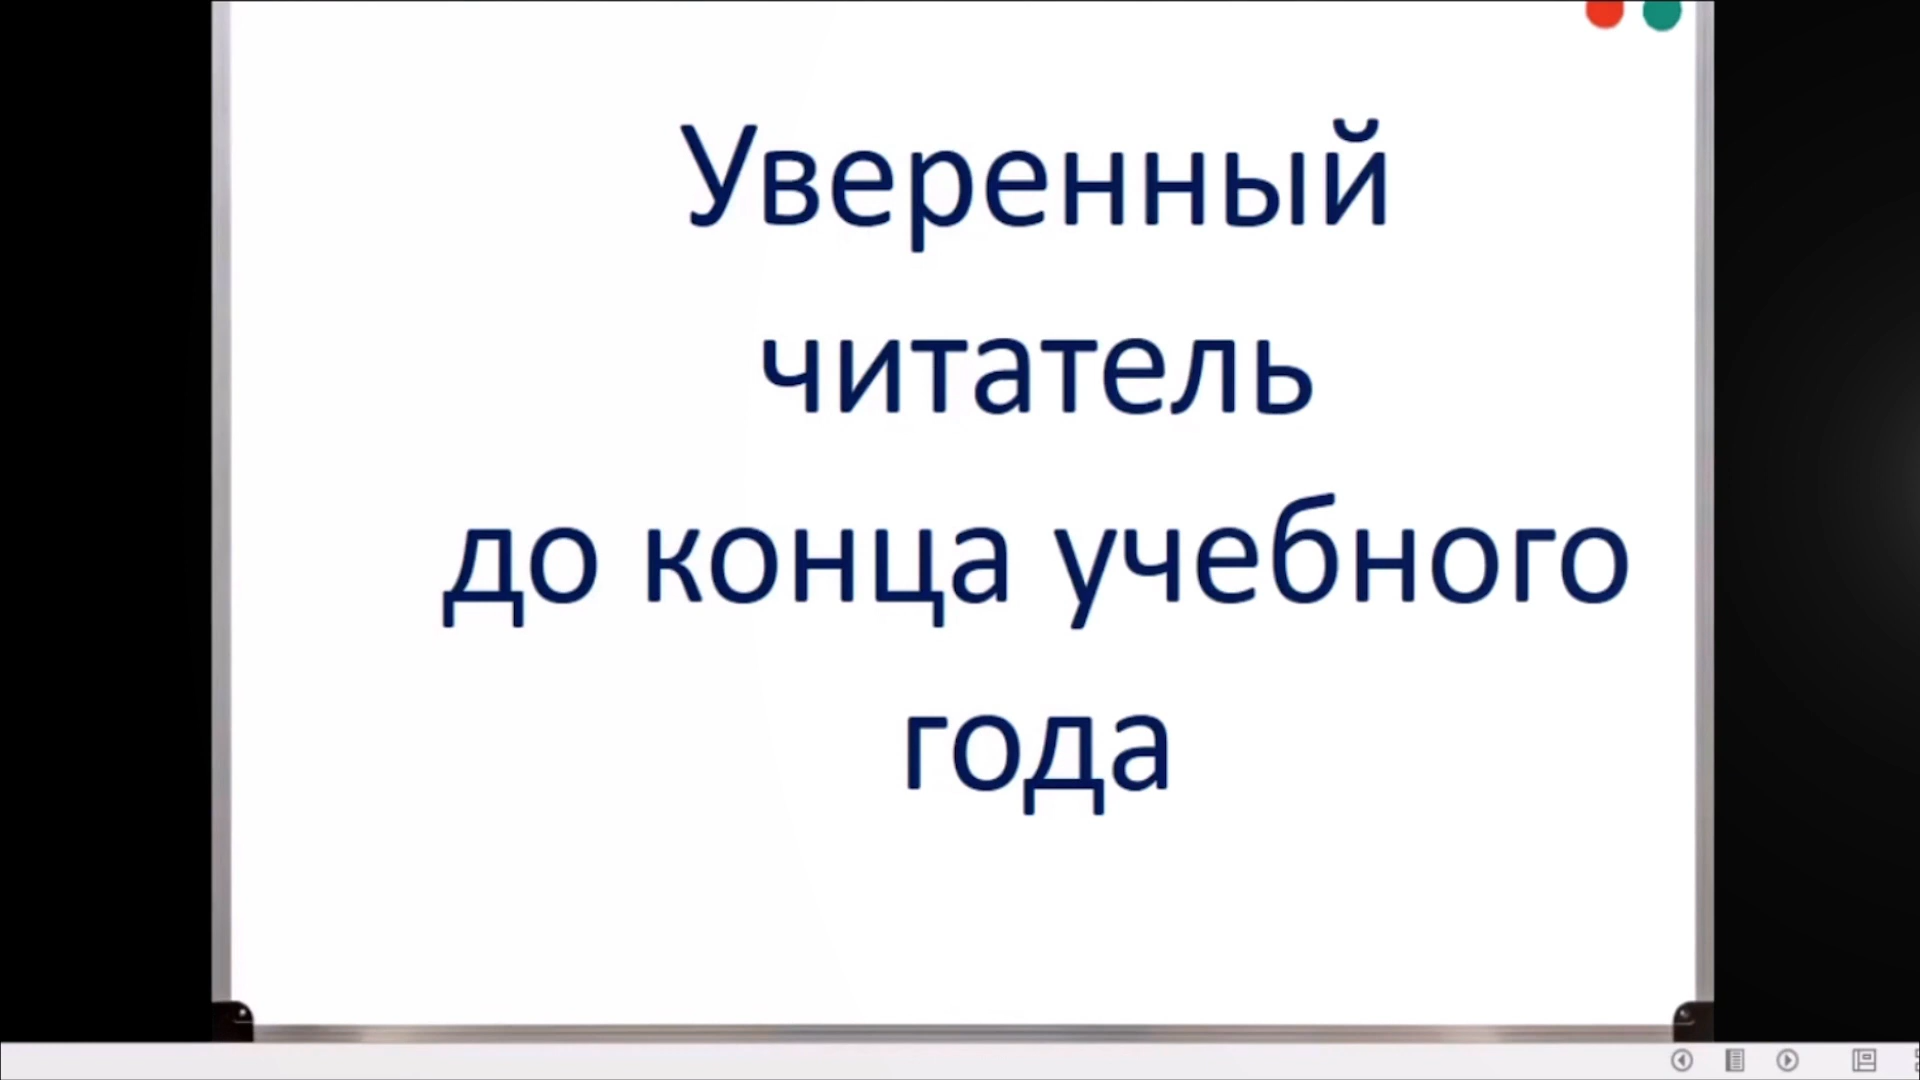 Уверенный
читатель
до конца учебного
года